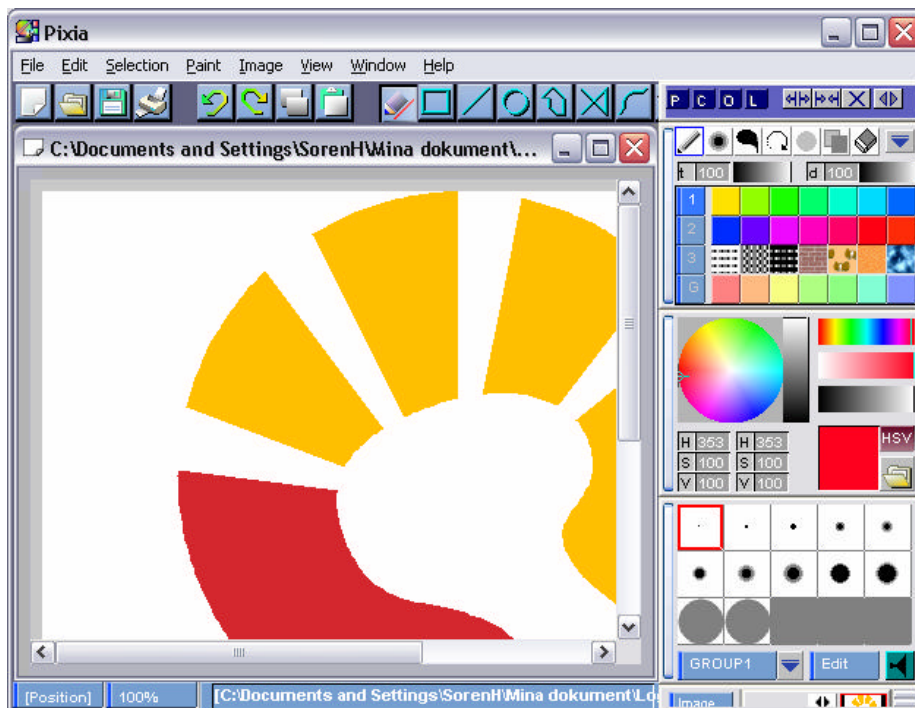 Pixia
File Edit Selection Paint Image View Window Help
P C O L
C:\Documents and Settings\SorenH\Mina dokument\...
t 100 d 100
1
2
3
G
H 353 H 353
S 100 S 100
V 100 V 100
HSV
GROUP1 Edit
[Position] 100% [C:\Documents and Settings\SorenH\Mina dokument\Lo
Image